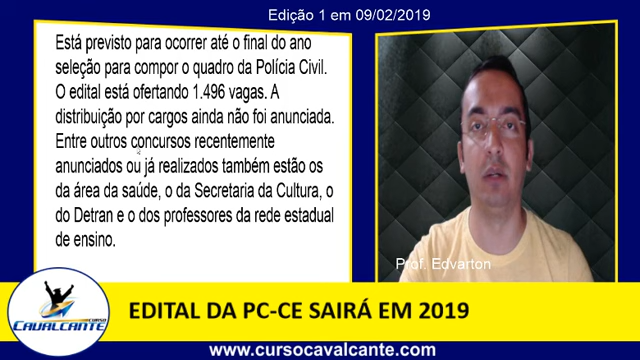 Edição 1 em 09/02/2019
Está previsto para ocorrer até o final do ano
seleção para compor o quadro da Polícia Civil.
O edital está ofertando 1.496 vagas. A
distribuição por cargos ainda não foi anunciada.
Entre outros concursos recentemente
anunciados ou já realizados também estão os
da área da saúde, o da Secretaria da Cultura, o
do Detran e o dos professores da rede estadual
de ensino.
Prof. Edvarton
CURSO
CAVALCANTE
EDITAL DA PC-CE SAIRÁ EM 2019
www.cursocavalcante.com